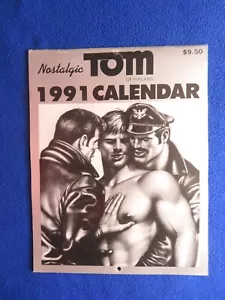 $9.50
Nostalgic TOM
OF FINLAND
1991 CALENDAR